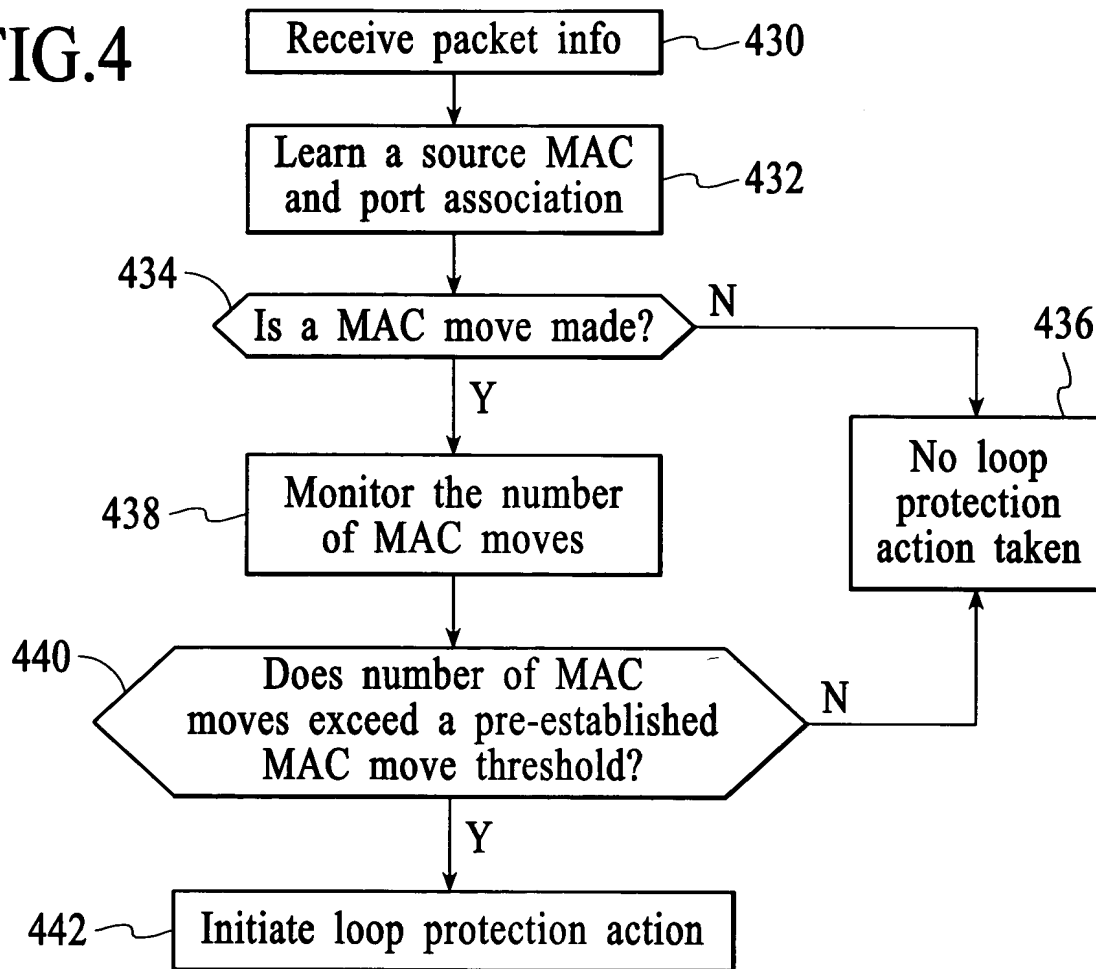 FIG.4
Receive packet info
430
Learn a source MAC
and port association
432
434
Is a MAC move made?
N
436
Y
No loop
protection
action taken
Monitor the number
of MAC moves
438
440
Does number of MAC
moves exceed a pre-established
MAC move threshold?
N
Y
442
Initiate loop protection action